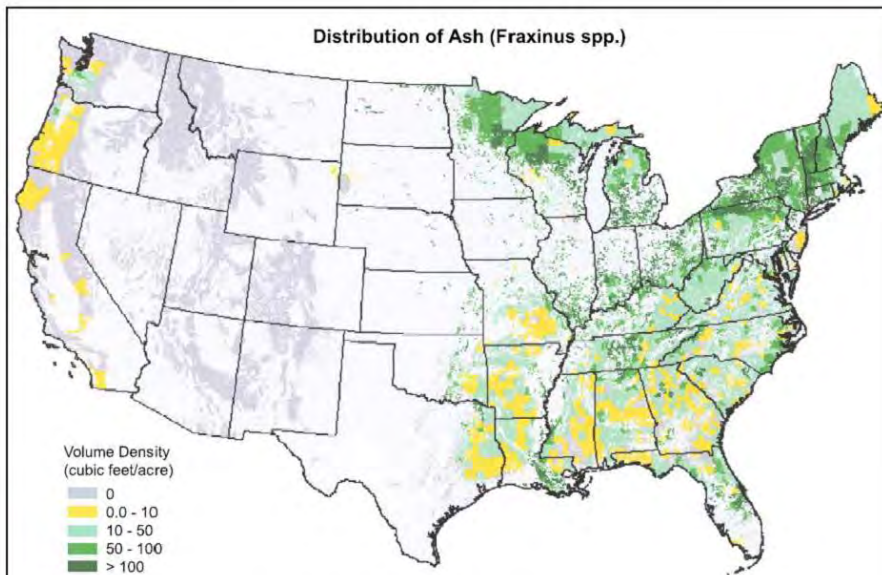 Distribution of Ash (Fraxinus spp.)
Volume Density
(cubic feet/acre)
0
0.0 - 10
10 - 50
50 - 100
> 100